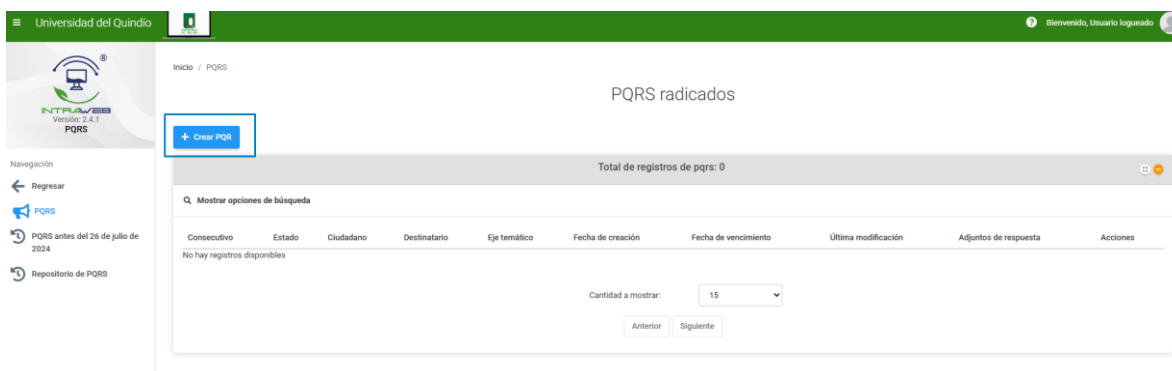 Universidad del Quindío
Bienvenido, Usuario logueado
INTRAWEB
Versión: 2.4.1
PQRS
Navegación
Regresar
PQRS
PQRS antes del 26 de julio de
2024
Repositorio de PQRS
Inicio / PQRS
PQRS radicados
+ Crear PQR
Total de registros de pqrs: 0
Mostrar opciones de búsqueda
Consecutivo Estado Ciudadano Destinatario Eje temático Fecha de creación Fecha de vencimiento Última modificación Adjuntos de respuesta Acciones
No hay registros disponibles
Cantidad a mostrar: 15
Anterior Siguiente